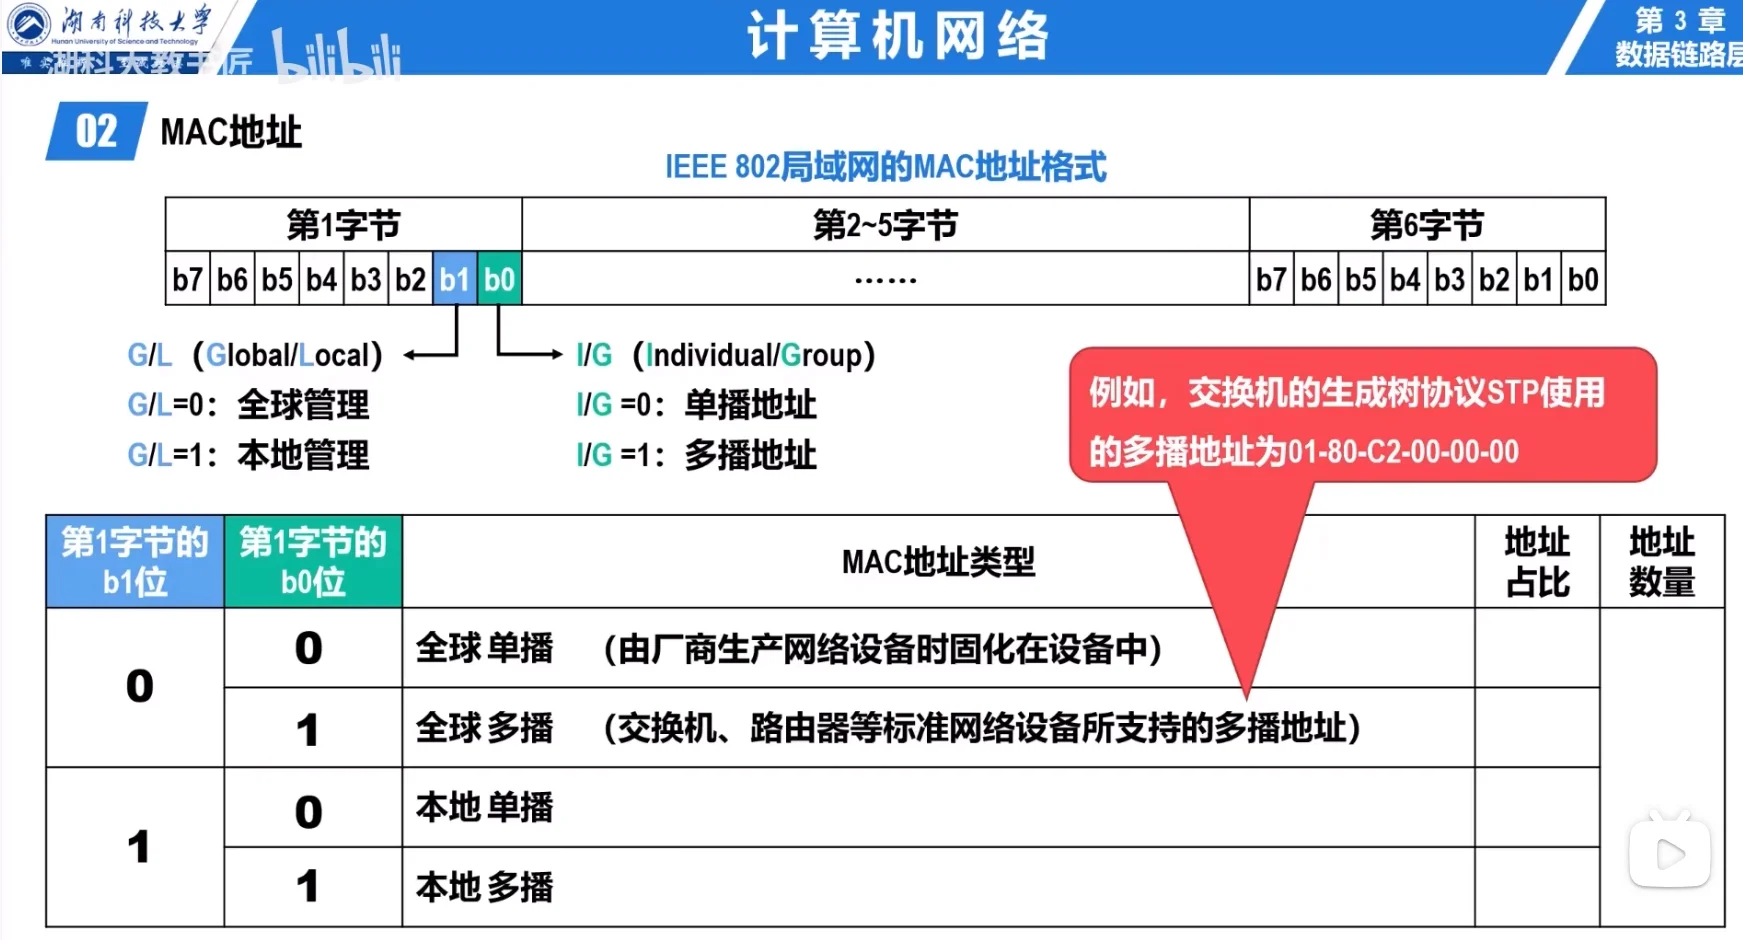 湖南科技大学
Hunan University of Science and Technology
湖科大教书匠 bilibili
计算机网络
第 3 章
数据链路层
02 MAC地址
IEEE 802局域网的MAC地址格式
第1字节 第2~5字节 第6字节
b7 b6 b5 b4 b3 b2 b1 b0 …… b7 b6 b5 b4 b3 b2 b1 b0
G/L（Global/Local） I/G（Individual/Group）
G/L=0：全球管理 I/G =0：单播地址
G/L=1：本地管理 I/G =1：多播地址
例如，交换机的生成树协议STP使用
的多播地址为01-80-C2-00-00-00
第1字节的 第1字节的 MAC地址类型 地址 地址
b1位 b0位 占比 数量
0 0 全球 单播 （由厂商生产网络设备时固化在设备中）
1 全球 多播 （交换机、路由器等标准网络设备所支持的多播地址）
1 0 本地 单播
1 本地 多播